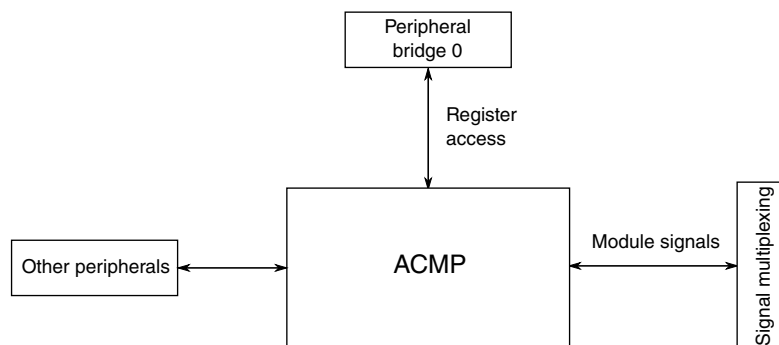 Peripheral
bridge 0
Register
access
Other peripherals
ACMP
Module signals
Signal multiplexing